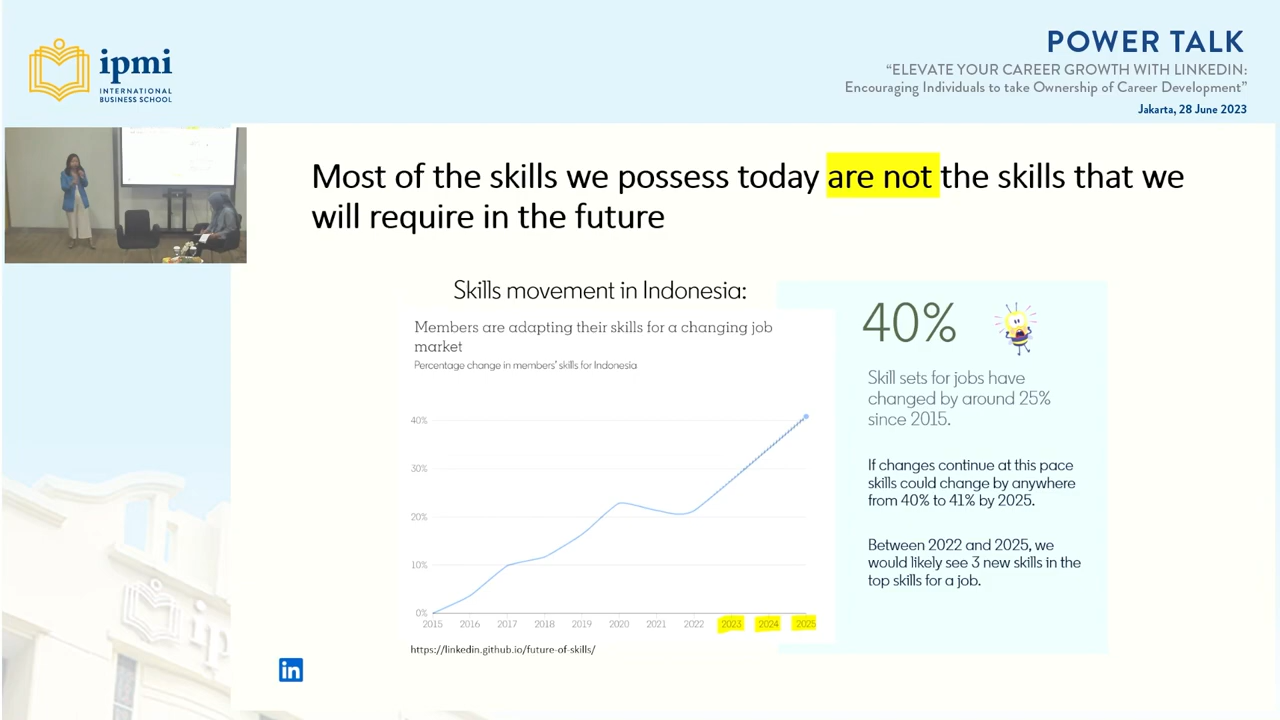 ipmi
INTERNATIONAL
BUSINESS SCHOOL
POWER TALK
“ELEVATE YOUR CAREER GROWTH WITH LINKEDIN:
Encouraging Individuals to take Ownership of Career Development”
Jakarta, 28 June 2023
Most of the skills we possess today are not the skills that we
will require in the future
Skills movement in Indonesia:
Members are adapting their skills for a changing job
market
Percentage change in members' skills for Indonesia
40%
30%
20%
10%
0%
2015 2016 2017 2018 2019 2020 2021 2022 2023 2024 2025
https://linkedin.github.io/future-of-skills/
40%
Skill sets for jobs have
changed by around 25%
since 2015.
If changes continue at this pace
skills could change by anywhere
from 40% to 41% by 2025.
Between 2022 and 2025, we
would likely see 3 new skills in the
top skills for a job.
in
ip